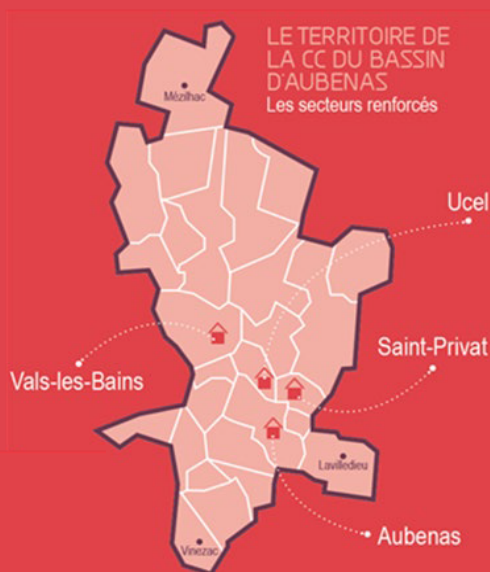 LE TERRITOIRE DE
LA CC DU BASSIN
D'AUBENAS
Les secteurs renforcés
Mézilhac
Ucel
Saint-Privat
Vals-les-Bains
Lavilledieu
Aubenas
Vinezac